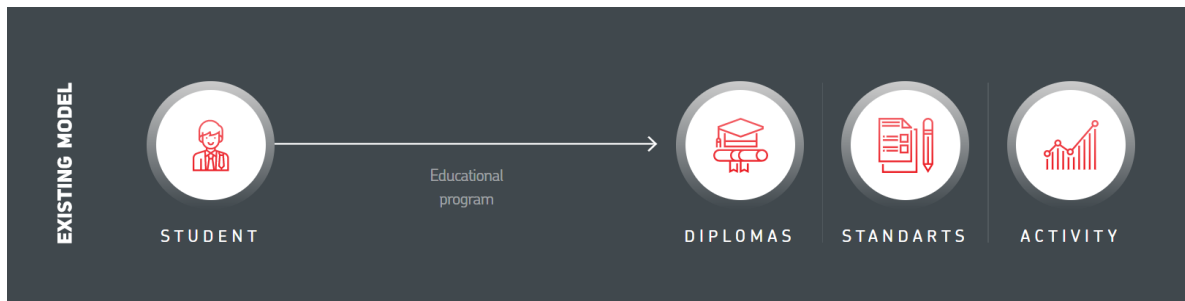 EXISTING MODEL
STUDENT
Educational
program
DIPLOMAS
STANDARTS
ACTIVITY